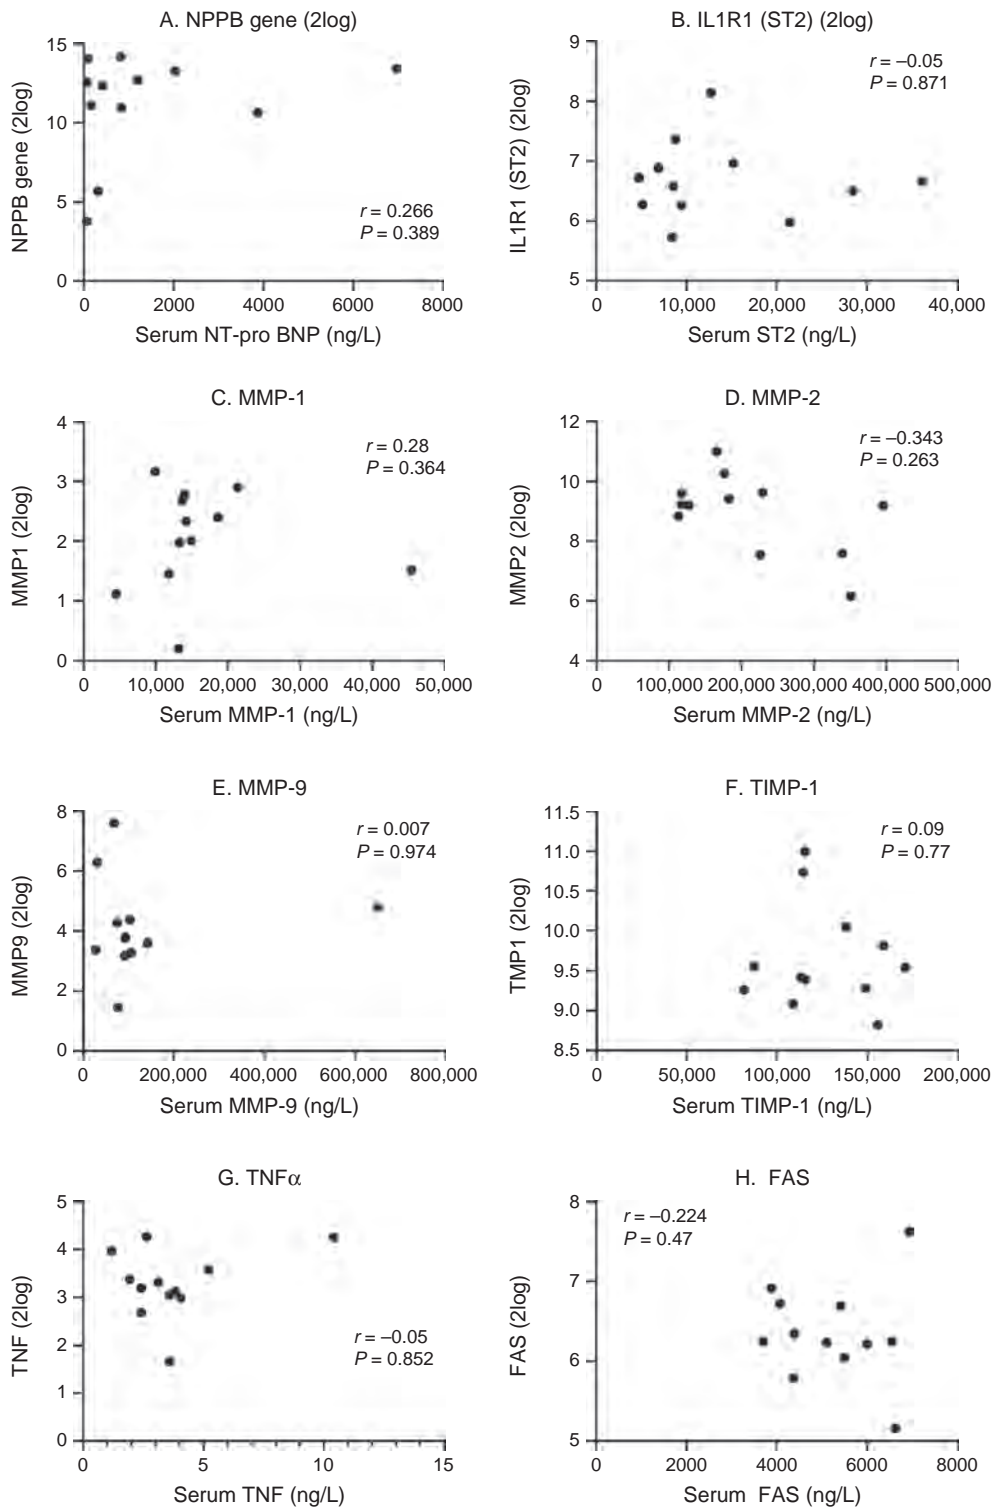 A. NPPB gene (2log)
NPPB gene (2log)
15
10
5
0
r = 0.266
P = 0.389
0 2000 4000 6000 8000
Serum NT-pro BNP (ng/L)
B. IL1R1 (ST2) (2log)
IL1R1 (ST2) (2log)
9
8
7
6
5
r = –0.05
P = 0.871
0 10,000 20,000 30,000 40,000
Serum ST2 (ng/L)
C. MMP-1
MMP1 (2log)
4
3
2
1
0
r = 0.28
P = 0.364
0 10,000 20,000 30,000 40,000 50,000
Serum MMP-1 (ng/L)
D. MMP-2
MMP2 (2log)
12
10
8
6
4
r = –0.343
P = 0.263
0 100,000 200,000 300,000 400,000 500,000
Serum MMP-2 (ng/L)
E. MMP-9
MMP9 (2log)
8
6
4
2
0
r = 0.007
P = 0.974
0 200,000 400,000 600,000 800,000
Serum MMP-9 (ng/L)
F. TIMP-1
TMP1 (2log)
11.5
11.0
10.5
10.0
9.5
9.0
8.5
r = 0.09
P = 0.77
0 50,000 100,000 150,000 200,000
Serum TIMP-1 (ng/L)
G. TNFα
TNF (2log)
5
4
3
2
1
0
r = –0.05
P = 0.852
0 5 10 15
Serum TNF (ng/L)
H. FAS
FAS (2log)
8
7
6
5
r = –0.224
P = 0.47
0 2000 4000 6000 8000
Serum FAS (ng/L)